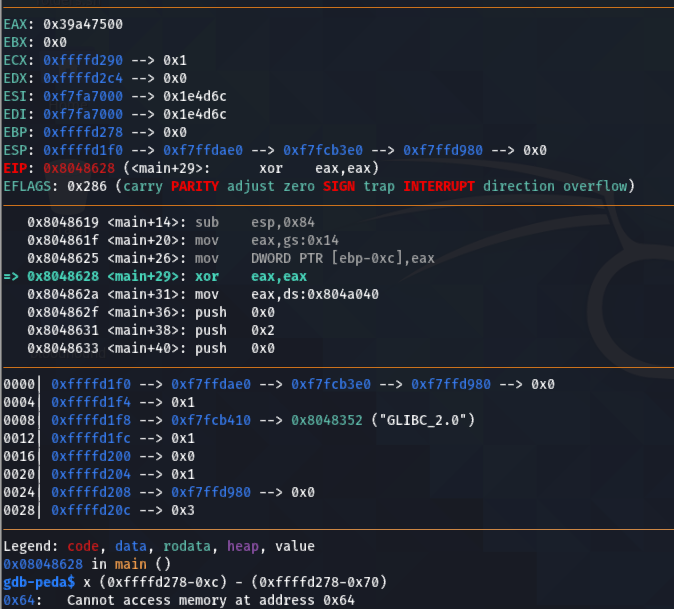 EAX: 0x39a47500
EBX: 0x0
ECX: 0xffffd290 --> 0x1
EDX: 0xffffd2c4 --> 0x0
ESI: 0xf7fa7000 --> 0x1e4d6c
EDI: 0xf7fa7000 --> 0x1e4d6c
EBP: 0xffffd278 --> 0x0
ESP: 0xffffd1f0 --> 0xf7ffdae0 --> 0xf7fcb3e0 --> 0xf7ffd980 --> 0x0
EIP: 0x8048628 (<main+29>: xor eax,eax)
EFLAGS: 0x286 (carry PARITY adjust zero SIGN trap INTERRUPT direction overflow)
0x8048619 <main+14>: sub esp,0x84
0x804861f <main+20>: mov eax,gs:0x14
0x8048625 <main+26>: mov DWORD PTR [ebp-0xc],eax
=> 0x8048628 <main+29>: xor eax,eax
0x804862a <main+31>: mov eax,ds:0x804a040
0x804862f <main+36>: push 0x0
0x8048631 <main+38>: push 0x2
0x8048633 <main+40>: push 0x0
0000| 0xffffd1f0 --> 0xf7ffdae0 --> 0xf7fcb3e0 --> 0xf7ffd980 --> 0x0
0004| 0xffffd1f4 --> 0x1
0008| 0xffffd1f8 --> 0xf7fcb410 --> 0x8048352 ("GLIBC_2.0")
0012| 0xffffd1fc --> 0x1
0016| 0xffffd200 --> 0x0
0020| 0xffffd204 --> 0x1
0024| 0xffffd208 --> 0xf7ffd980 --> 0x0
0028| 0xffffd20c --> 0x3
Legend: code, data, rodata, heap, value
0x08048628 in main ()
gdb-peda$ x (0xffffd278-0xc) - (0xffffd278-0x70)
0x64: Cannot access memory at address 0x64